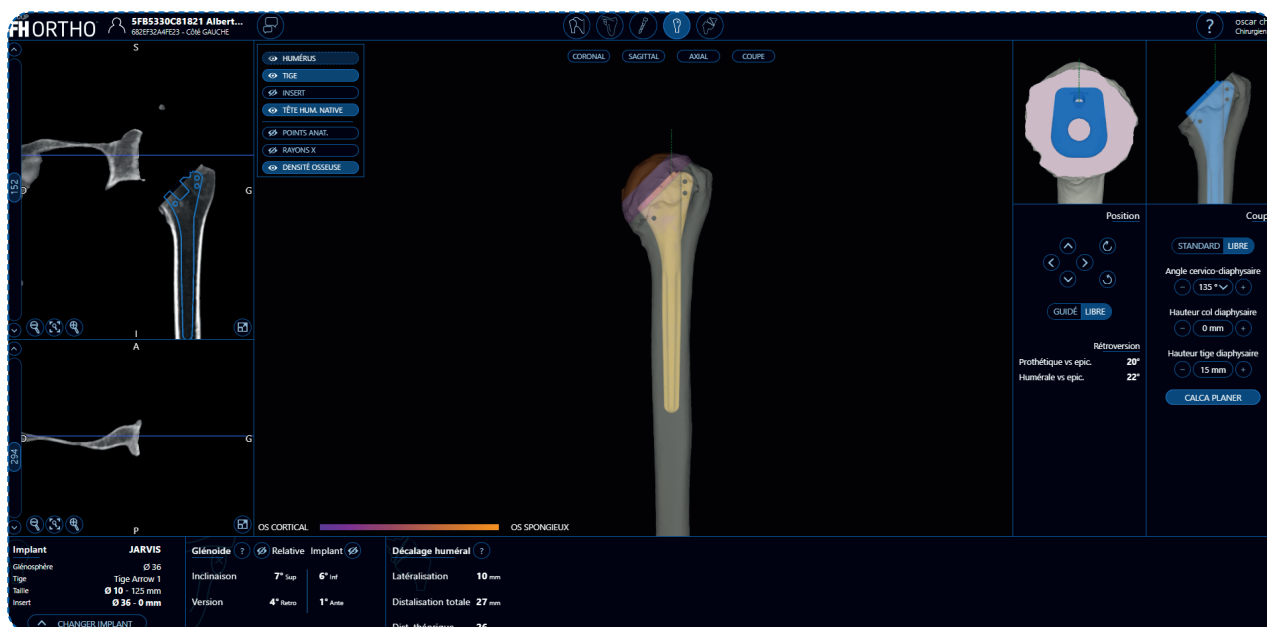 FH ORTHO
5FB5330C81821 Albert...
682EF32A4FE23 - Côté GAUCHE
?
oscar ch
Chirurgien
S
152
D
G
I
A
294
D
G
P
HUMÉRUS
TIGE
INSERT
TÊTE HUM. NATIVE
POINTS ANAT.
RAYONS X
DENSITÉ OSSEUSE
CORONAL
SAGITTAL
AXIAL
COUPE
OS CORTICAL
OS SPONGIEUX
Position
GUIDÉ LIBRE
Rétroversion
Prothétique vs epic. 20°
Humérale vs epic. 22°
Coup
STANDARD LIBRE
Angle cervico-diaphysaire
- 135 ° +
Hauteur col diaphysaire
- 0 mm +
Hauteur tige diaphysaire
- 15 mm +
CALCA PLANER
Implant JARVIS
Glénosphère Ø 36
Tige Tige Arrow 1
Taille Ø 10 - 125 mm
Insert Ø 36 - 0 mm
CHANGER IMPLANT
Glénoide ? Relative Implant
Inclinaison 7° Sup 6° Inf
Version 4° Retro 1° Ante
Décalage huméral ?
Latéralisation 10 mm
Distalisation totale 27 mm
Dist. théorique 26